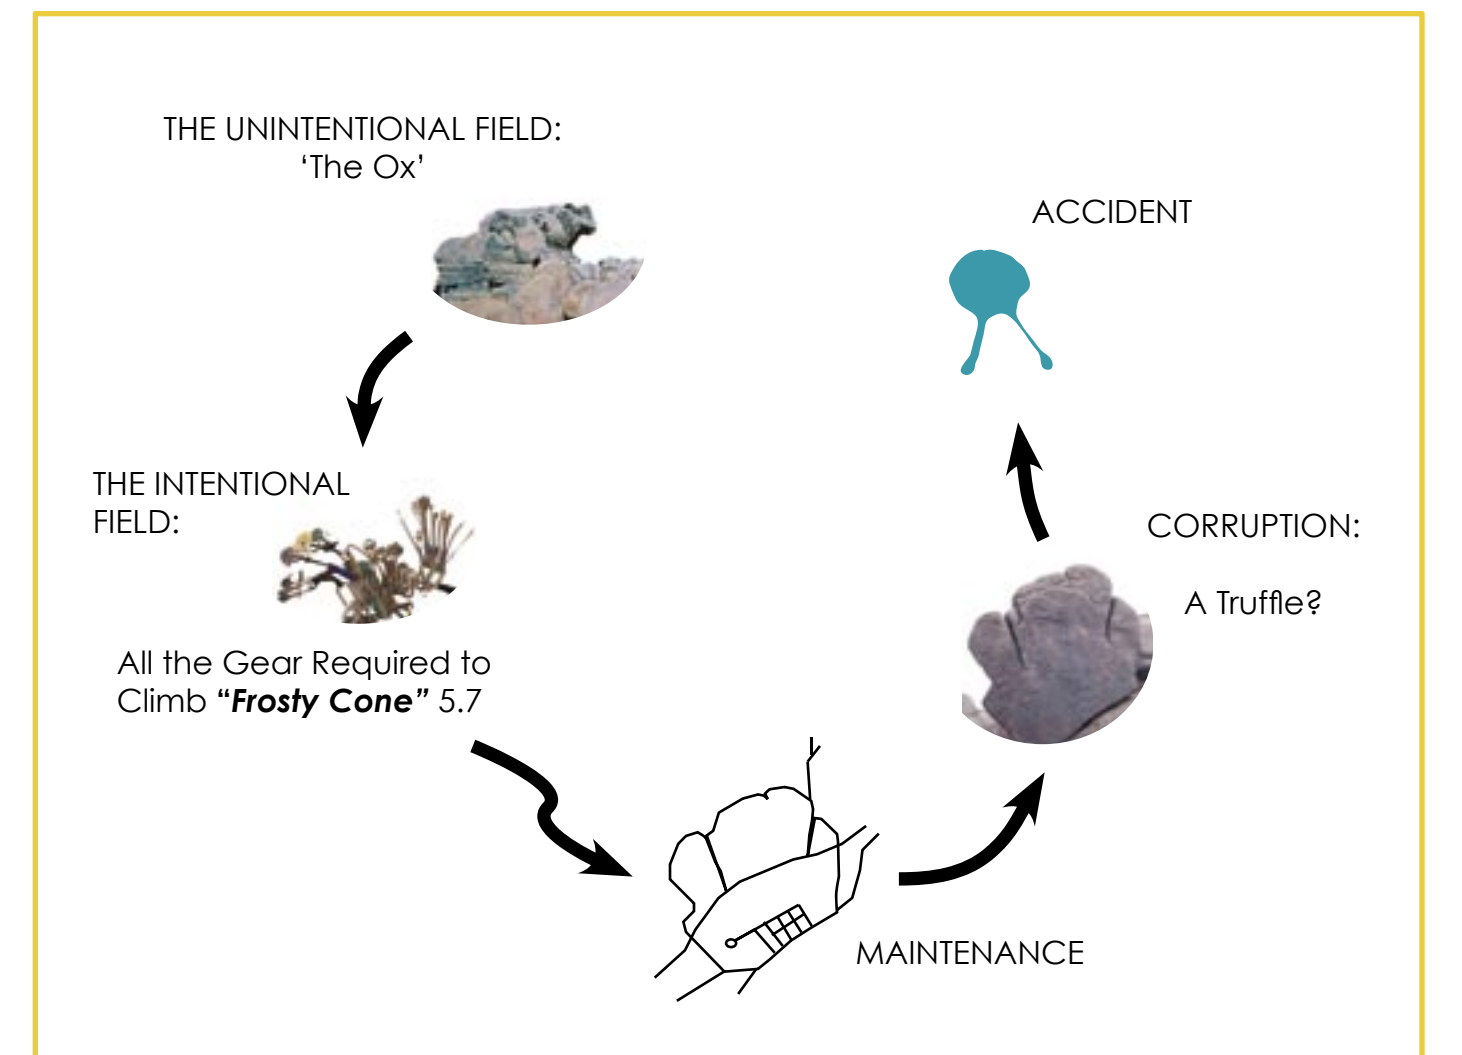 THE UNINTENTIONAL FIELD:
‘The Ox’
ACCIDENT
THE INTENTIONAL
FIELD:
All the Gear Required to
Climb “Frosty Cone” 5.7
CORRUPTION:
A Truffle?
MAINTENANCE